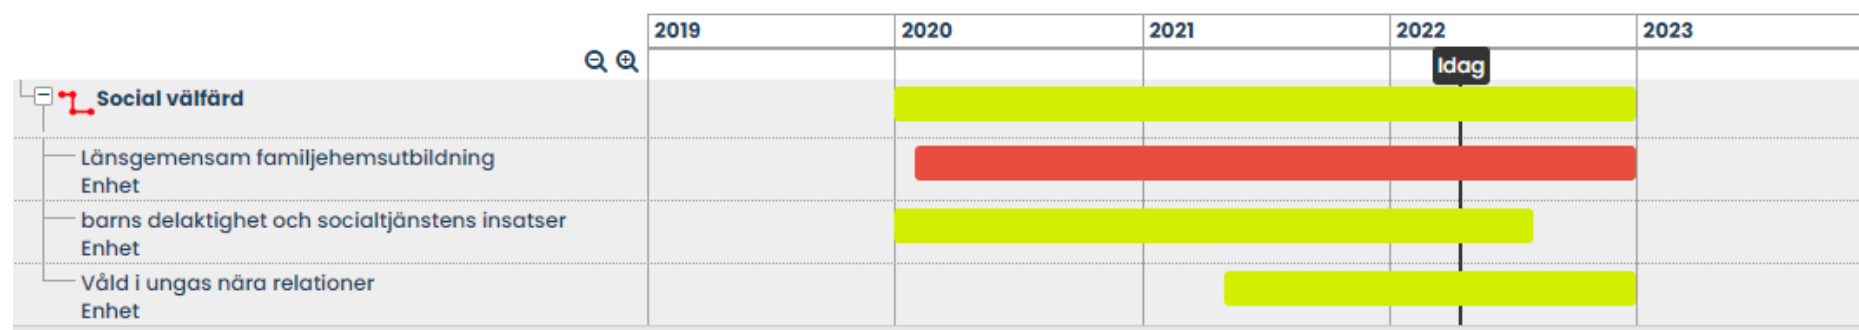 2019 2020 2021 2022 2023
Idag
Social välfärd
Länsgemensam familjehemsutbildning
Enhet
barns delaktighet och socialtjänstens insatser
Enhet
Våld i ungas nära relationer
Enhet